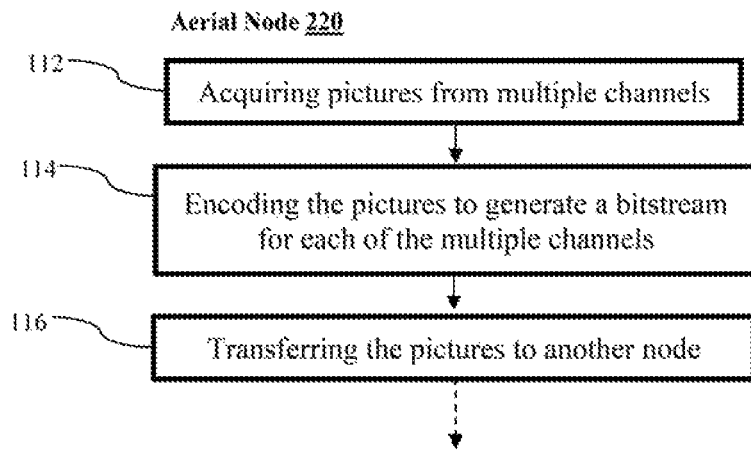 Aerial Node 220
112
Acquiring pictures from multiple channels
114
Encoding the pictures to generate a bitstream
for each of the multiple channels
116
Transferring the pictures to another node